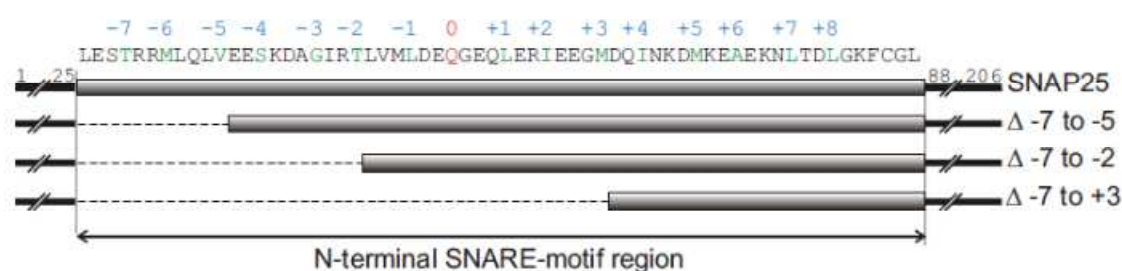 -7 -6 -5 -4 -3 -2 -1 0 +1 +2 +3 +4 +5 +6 +7 +8
LESTRRMLQLVEESKDAGIRTLVMLDEQGEQLERIEEGMDQINKDMKEAEKNLTDLGKFCGL
1 25 88 206 SNAP25
Δ -7 to -5
Δ -7 to -2
Δ -7 to +3
N-terminal SNARE-motif region